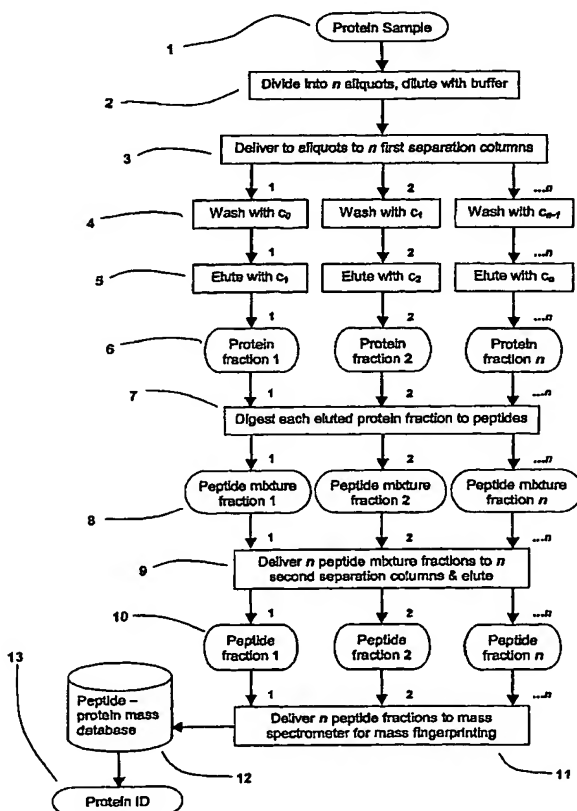 Protein Sample
1
Divide into n aliquots, dilute with buffer
2
Deliver to aliquots to n first separation columns
3
1 2 ...n
Wash with c0 Wash with c1 Wash with cn-1
4
1 2 ...n
Elute with c1 Elute with c2 Elute with cn
5
1 2 ...n
Protein fraction 1 Protein fraction 2 Protein fraction n
6
1 2 ...n
7
Digest each eluted protein fraction to peptides
1 2 ...n
Peptide mixture fraction 1 Peptide mixture fraction 2 Peptide mixture fraction n
8
1 2 ...n
Deliver n peptide mixture fractions to n
second separation columns & elute
9
1 2 ...n
10
Peptide fraction 1 Peptide fraction 2 Peptide fraction n
13
1 2 ...n
Peptide –
protein mass
database
Deliver n peptide fractions to mass
spectrometer for mass fingerprinting
12
11
Protein ID